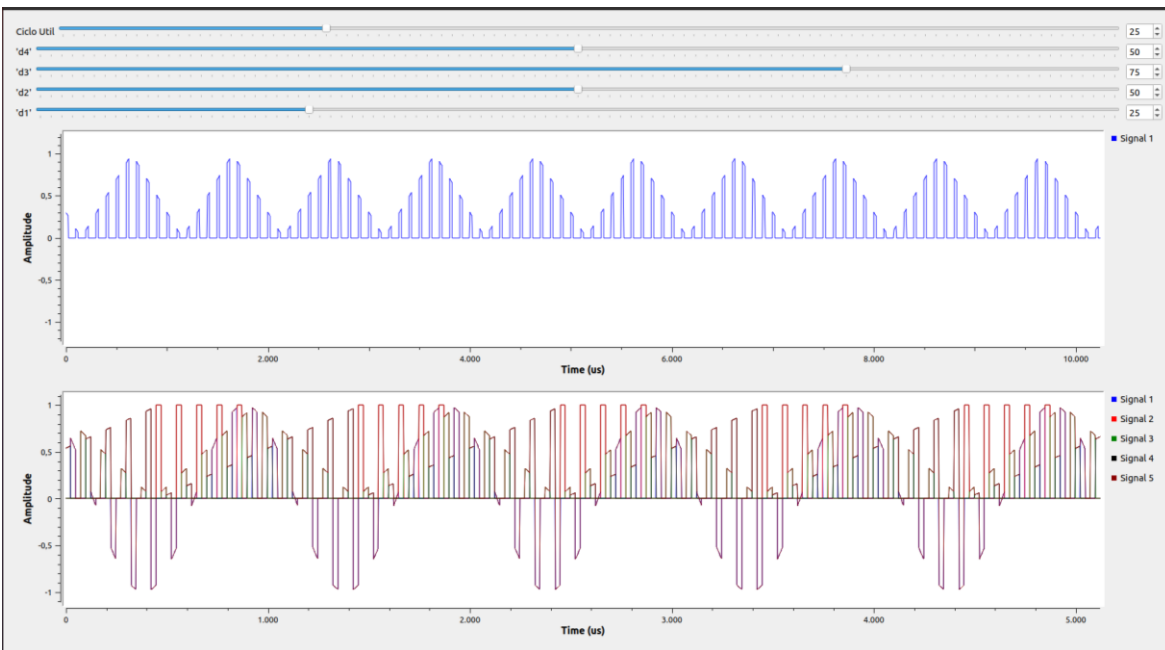 Ciclo Util 25
'd4' 50
'd3' 75
'd2' 50
'd1' 25
Signal 1
1
0,5
0
-0,5
-1
Amplitude
0 2.000 4.000 6.000 8.000 10.000
Time (us)
Signal 1
Signal 2
Signal 3
Signal 4
Signal 5
1
0,5
0
-0,5
-1
Amplitude
0 1.000 2.000 3.000 4.000 5.000
Time (us)